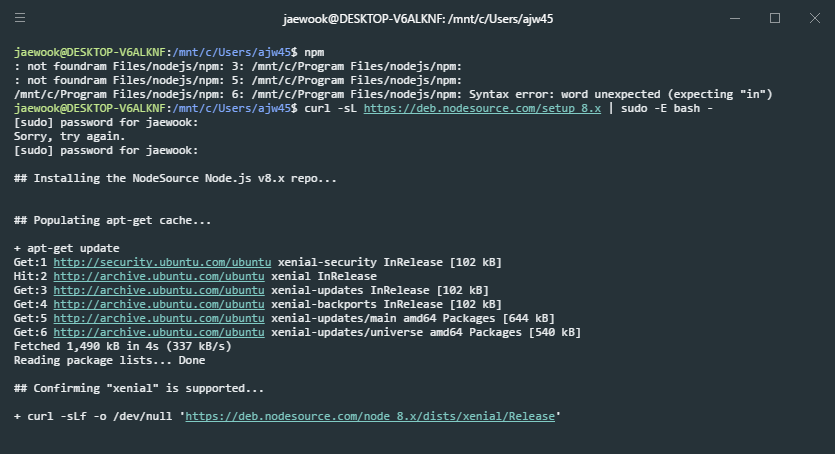 jaewook@DESKTOP-V6ALKNF: /mnt/c/Users/ajw45
jaewook@DESKTOP-V6ALKNF:/mnt/c/Users/ajw45$ npm
: not foundram Files/nodejs/npm: 3: /mnt/c/Program Files/nodejs/npm:
: not foundram Files/nodejs/npm: 5: /mnt/c/Program Files/nodejs/npm:
/mnt/c/Program Files/nodejs/npm: 6: /mnt/c/Program Files/nodejs/npm: Syntax error: word unexpected (expecting "in")
jaewook@DESKTOP-V6ALKNF:/mnt/c/Users/ajw45$ curl -sL https://deb.nodesource.com/setup_8.x | sudo -E bash -
[sudo] password for jaewook:
Sorry, try again.
[sudo] password for jaewook:
## Installing the NodeSource Node.js v8.x repo...
## Populating apt-get cache...
+ apt-get update
Get:1 http://security.ubuntu.com/ubuntu xenial-security InRelease [102 kB]
Hit:2 http://archive.ubuntu.com/ubuntu xenial InRelease
Get:3 http://archive.ubuntu.com/ubuntu xenial-updates InRelease [102 kB]
Get:4 http://archive.ubuntu.com/ubuntu xenial-backports InRelease [102 kB]
Get:5 http://archive.ubuntu.com/ubuntu xenial-updates/main amd64 Packages [644 kB]
Get:6 http://archive.ubuntu.com/ubuntu xenial-updates/universe amd64 Packages [540 kB]
Fetched 1,490 kB in 4s (337 kB/s)
Reading package lists... Done
## Confirming "xenial" is supported...
+ curl -sLf -o /dev/null 'https://deb.nodesource.com/node_8.x/dists/xenial/Release'